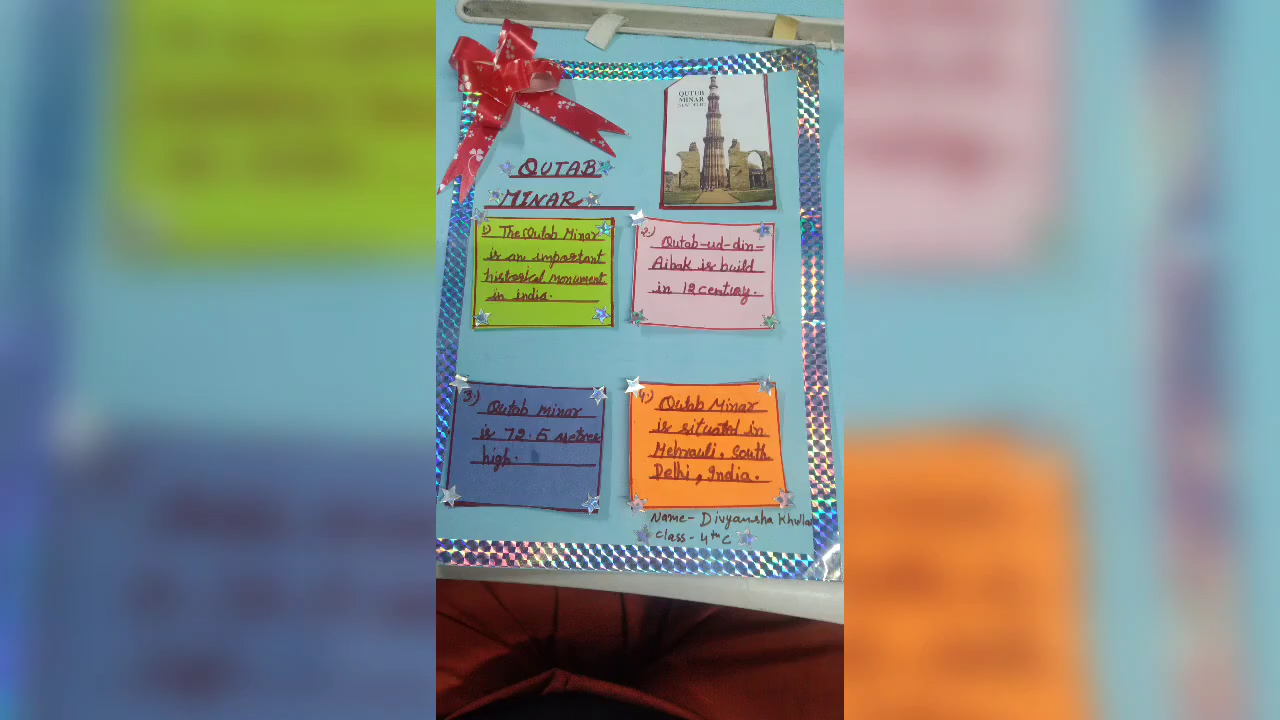 QUTUB
MINAR
QUTAB
MINAR
1) The Qutab Minar
is an important
historical monument
in india.
2) Qutab-ud-din-
Aibak is build
in 12 century.
3.) Qutab minar
is 72.5 metres
high.
4.) Qutab Minar
is situated in
Mehrauli, South
Delhi, India.
Name- Divyansha Khullar
Class- 4th C